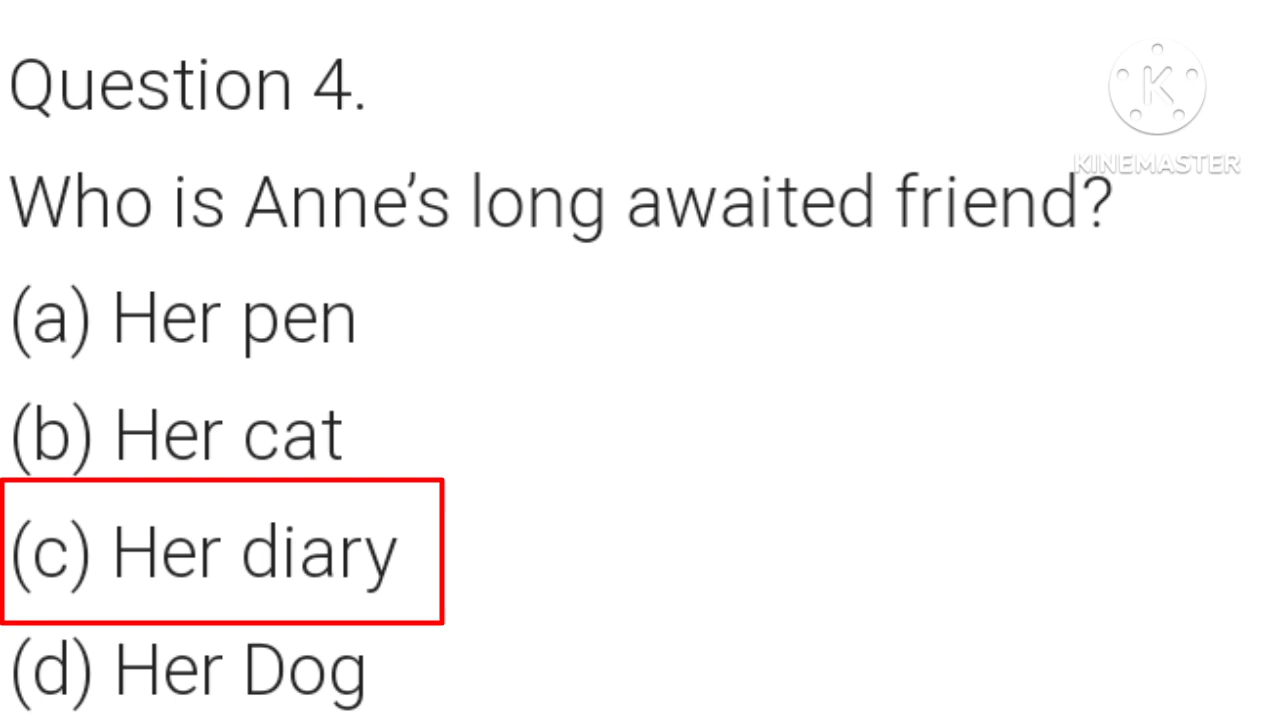 Question 4.
K
KINEMASTER
Who is Anne’s long awaited friend?
(a) Her pen
(b) Her cat
(c) Her diary
(d) Her Dog